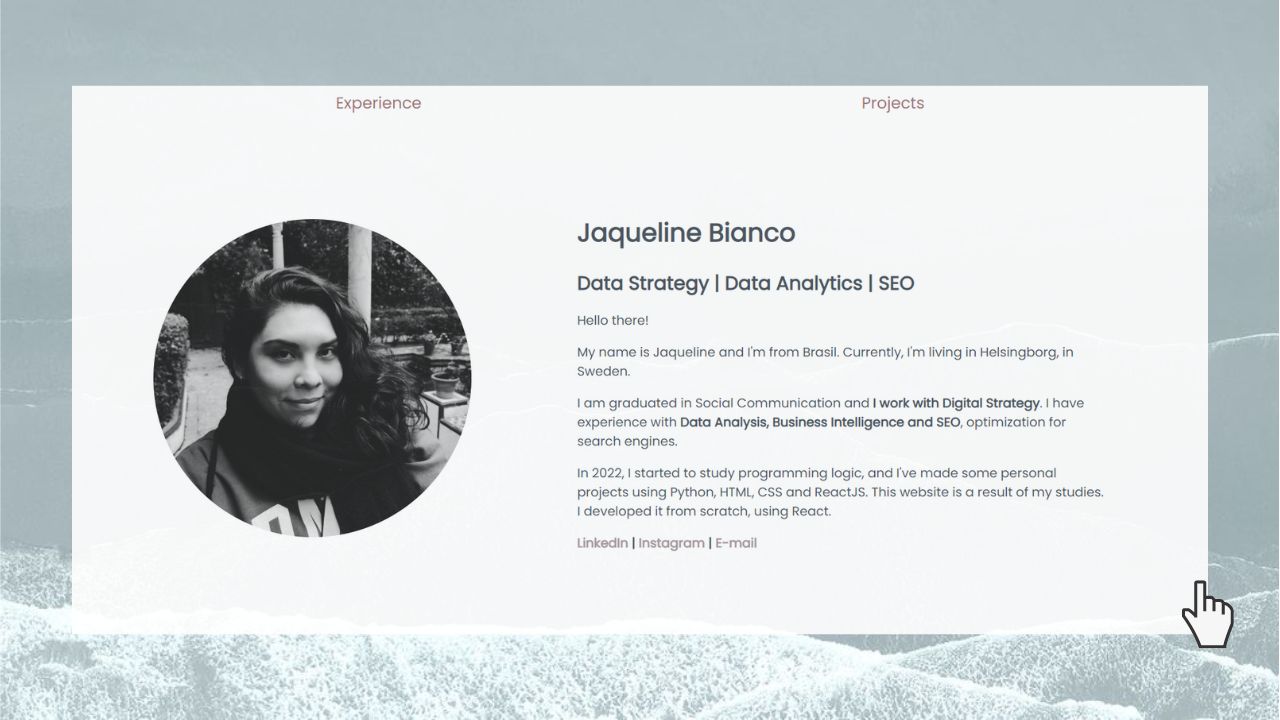 Experience
Projects
Jaqueline Bianco
Data Strategy | Data Analytics | SEO
Hello there!
My name is Jaqueline and I'm from Brasil. Currently, I'm living in Helsingborg, in
Sweden.
I am graduated in Social Communication and I work with Digital Strategy. I have
experience with Data Analysis, Business Intelligence and SEO, optimization for
search engines.
In 2022, I started to study programming logic, and I've made some personal
projects using Python, HTML, CSS and ReactJS. This website is a result of my studies.
I developed it from scratch, using React.
LinkedIn | Instagram | E-mail